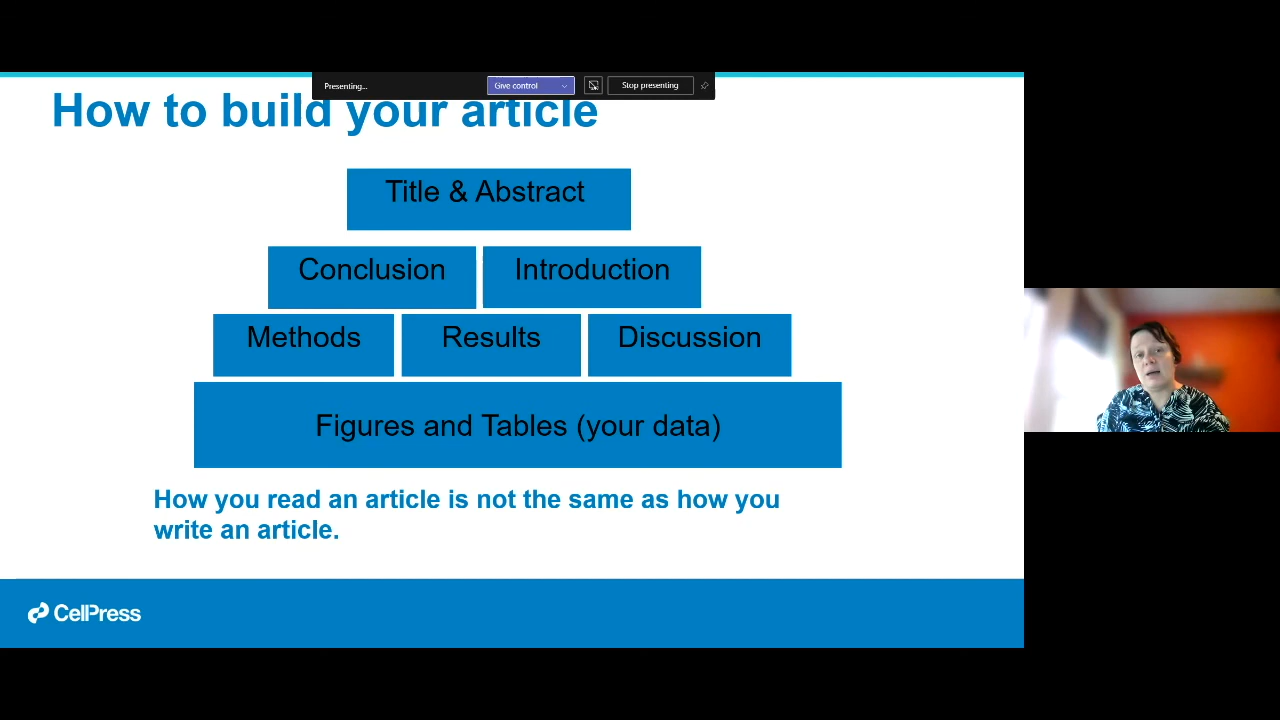 Presenting...
Give control
Stop presenting
How to build your article
Title & Abstract
Conclusion
Introduction
Methods
Results
Discussion
Figures and Tables (your data)
How you read an article is not the same as how you
write an article.
CellPress